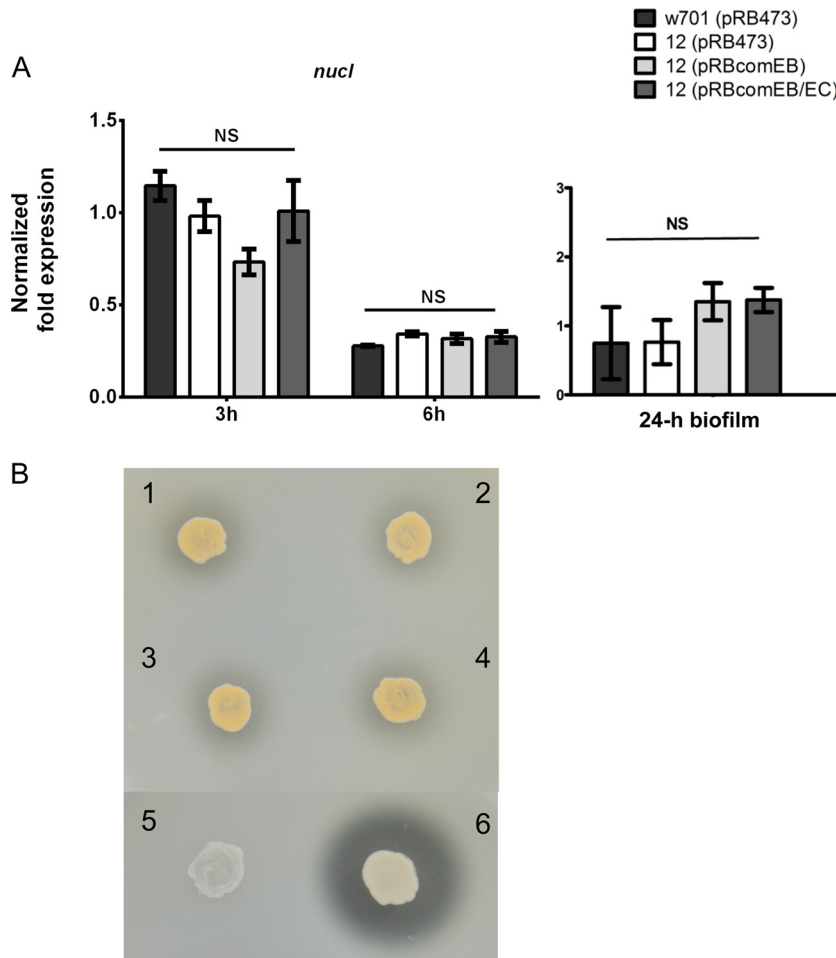 w701 (pRB473)
12 (pRB473)
12 (pRBcomEB)
12 (pRBcomEB/EC)
A
nucI
Normalized
fold expression
1.5
1.0
0.5
0.0
NS
NS
3h
6h
3
2
1
0
NS
24-h biofilm
B
1
2
3
4
5
6